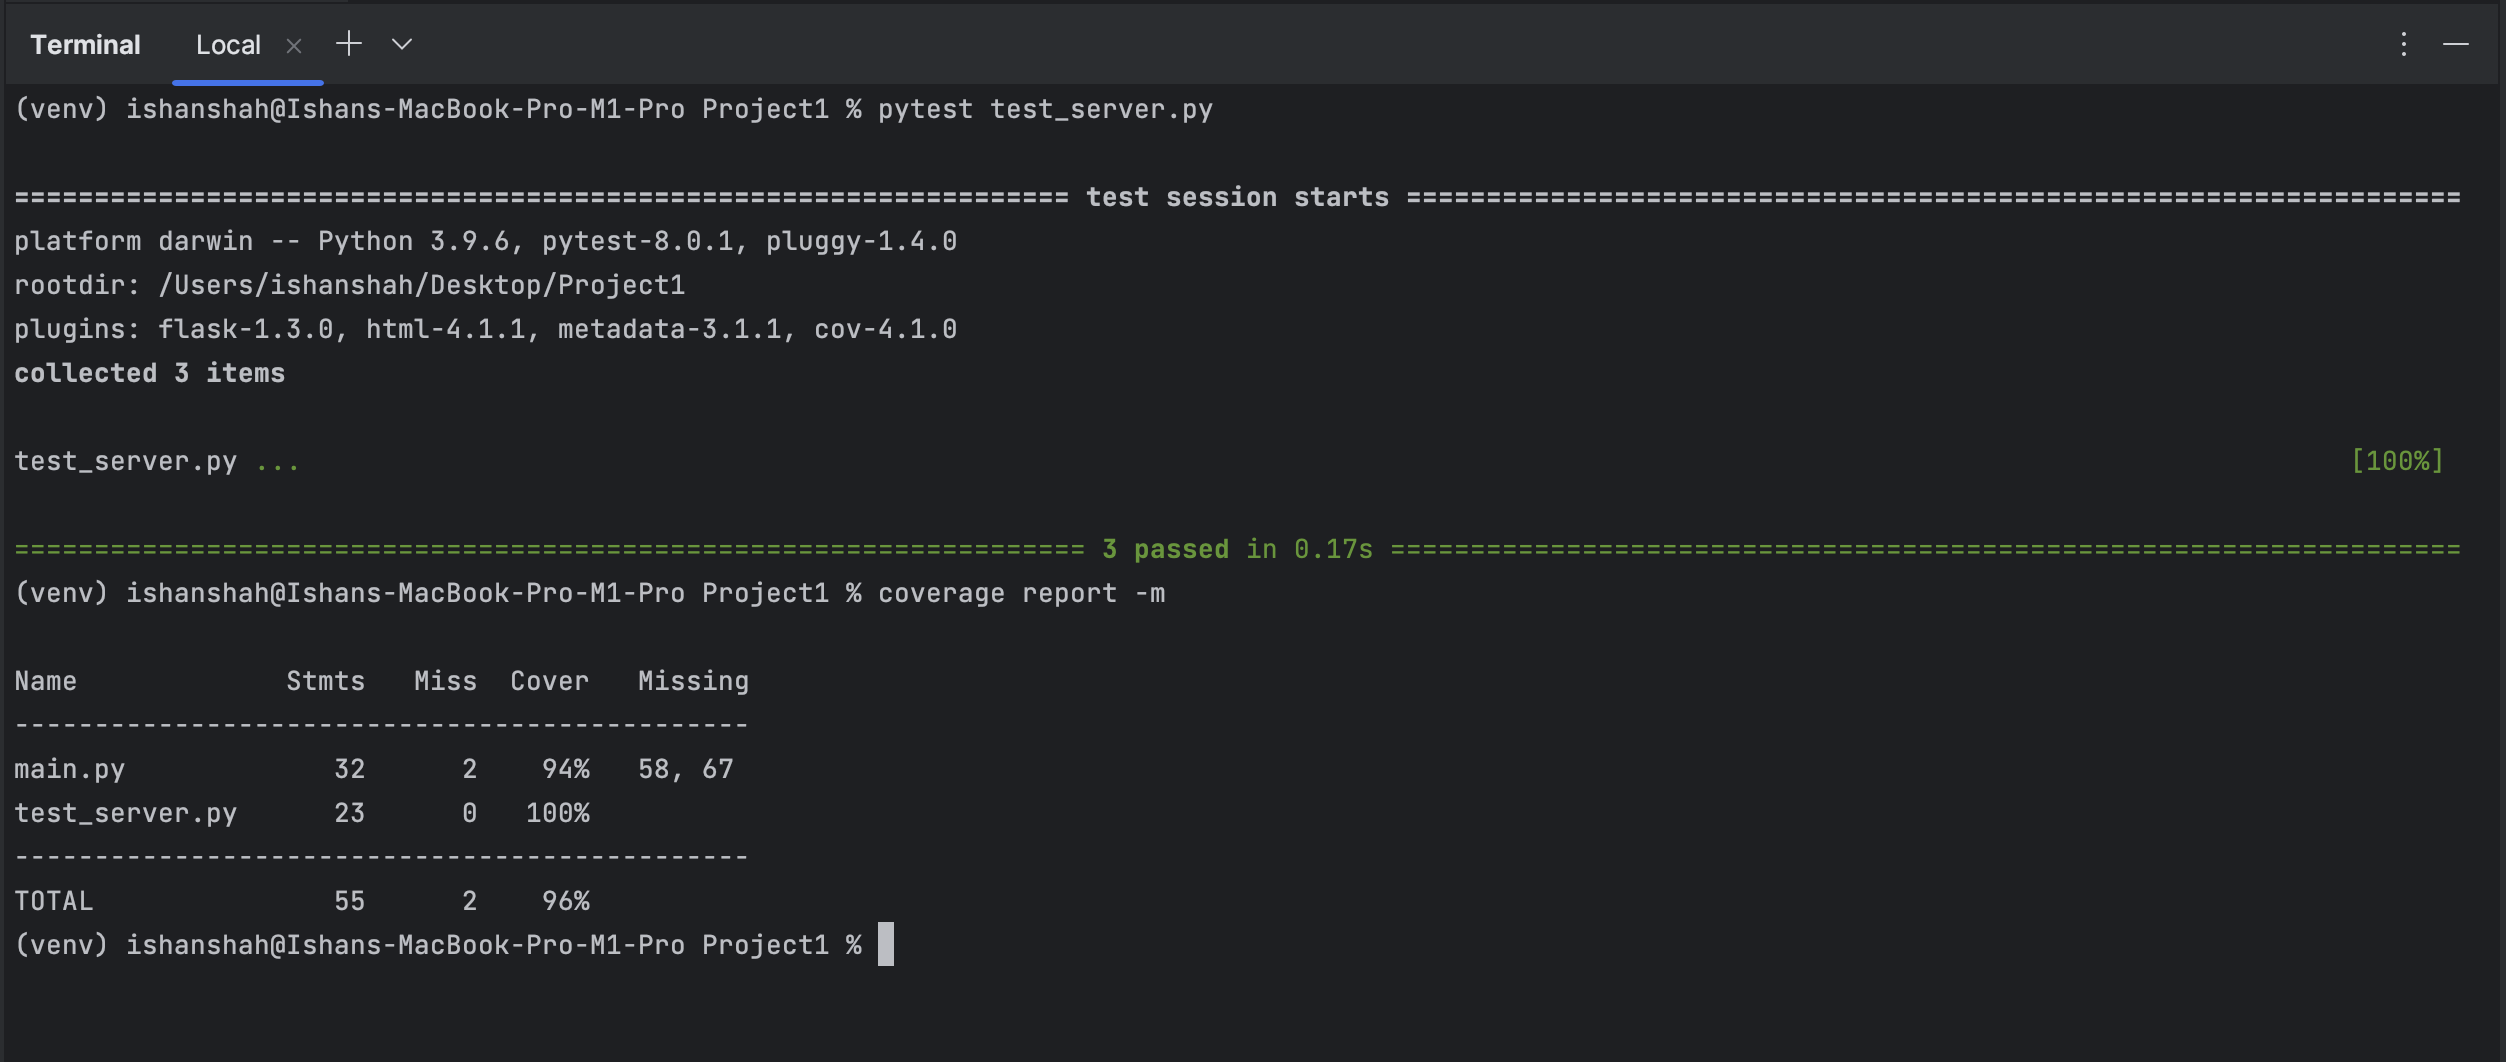 Terminal Local
(venv) ishanshah@Ishans-MacBook-Pro-M1-Pro Project1 % pytest test_server.py
================================================================== test session starts ==================================================================
platform darwin -- Python 3.9.6, pytest-8.0.1, pluggy-1.4.0
rootdir: /Users/ishanshah/Desktop/Project1
plugins: flask-1.3.0, html-4.1.1, metadata-3.1.1, cov-4.1.0
collected 3 items
test_server.py ... [100%]
=================================================================== 3 passed in 0.17s ===================================================================
(venv) ishanshah@Ishans-MacBook-Pro-M1-Pro Project1 % coverage report -m
Name             Stmts   Miss  Cover   Missing
----------------------------------------------
main.py             32      2    94%   58, 67
test_server.py      23      0   100%
----------------------------------------------
TOTAL               55      2    96%
(venv) ishanshah@Ishans-MacBook-Pro-M1-Pro Project1 %